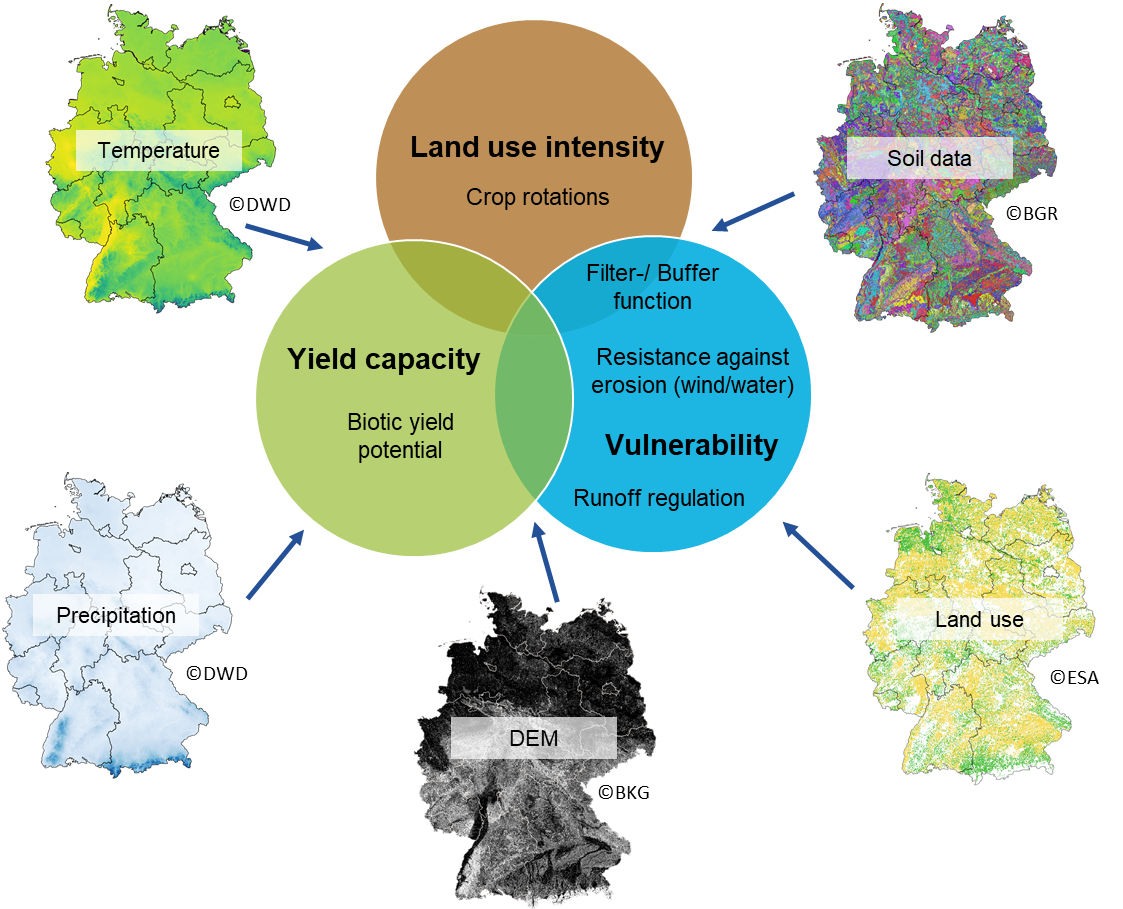 Temperature
©DWD
Land use intensity
Crop rotations
Soil data
©BGR
Filter-/ Buffer
function
Resistance against
erosion (wind/water)
Vulnerability
Runoff regulation
Yield capacity
Biotic yield
potential
Precipitation
©DWD
DEM
©BKG
Land use
©ESA